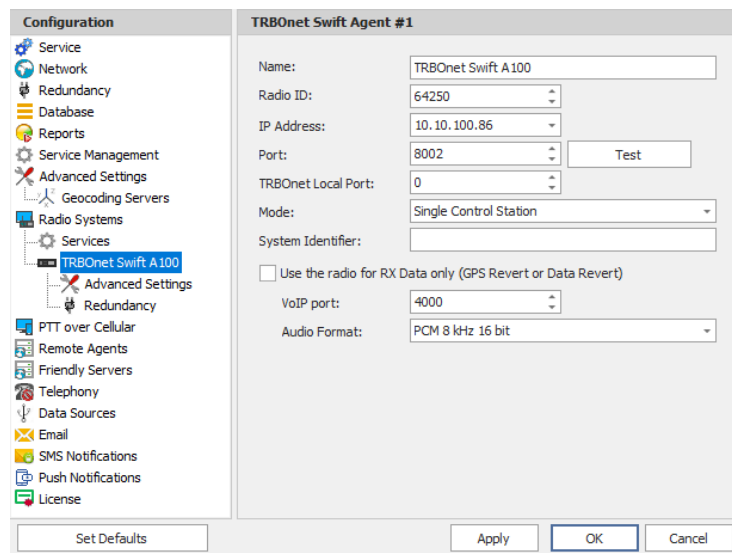 Configuration
Service
Network
Redundancy
Database
Reports
Service Management
Advanced Settings
Geocoding Servers
Radio Systems
Services
TRBOnet Swift A100
Advanced Settings
Redundancy
PTT over Cellular
Remote Agents
Friendly Servers
Telephony
Data Sources
Email
SMS Notifications
Push Notifications
License
Set Defaults
TRBOnet Swift Agent #1
Name: TRBOnet Swift A100
Radio ID: 64250
IP Address: 10.10.100.86
Port: 8002 Test
TRBOnet Local Port: 0
Mode: Single Control Station
System Identifier:
Use the radio for RX Data only (GPS Revert or Data Revert)
VoIP port: 4000
Audio Format: PCM 8 kHz 16 bit
Apply OK Cancel